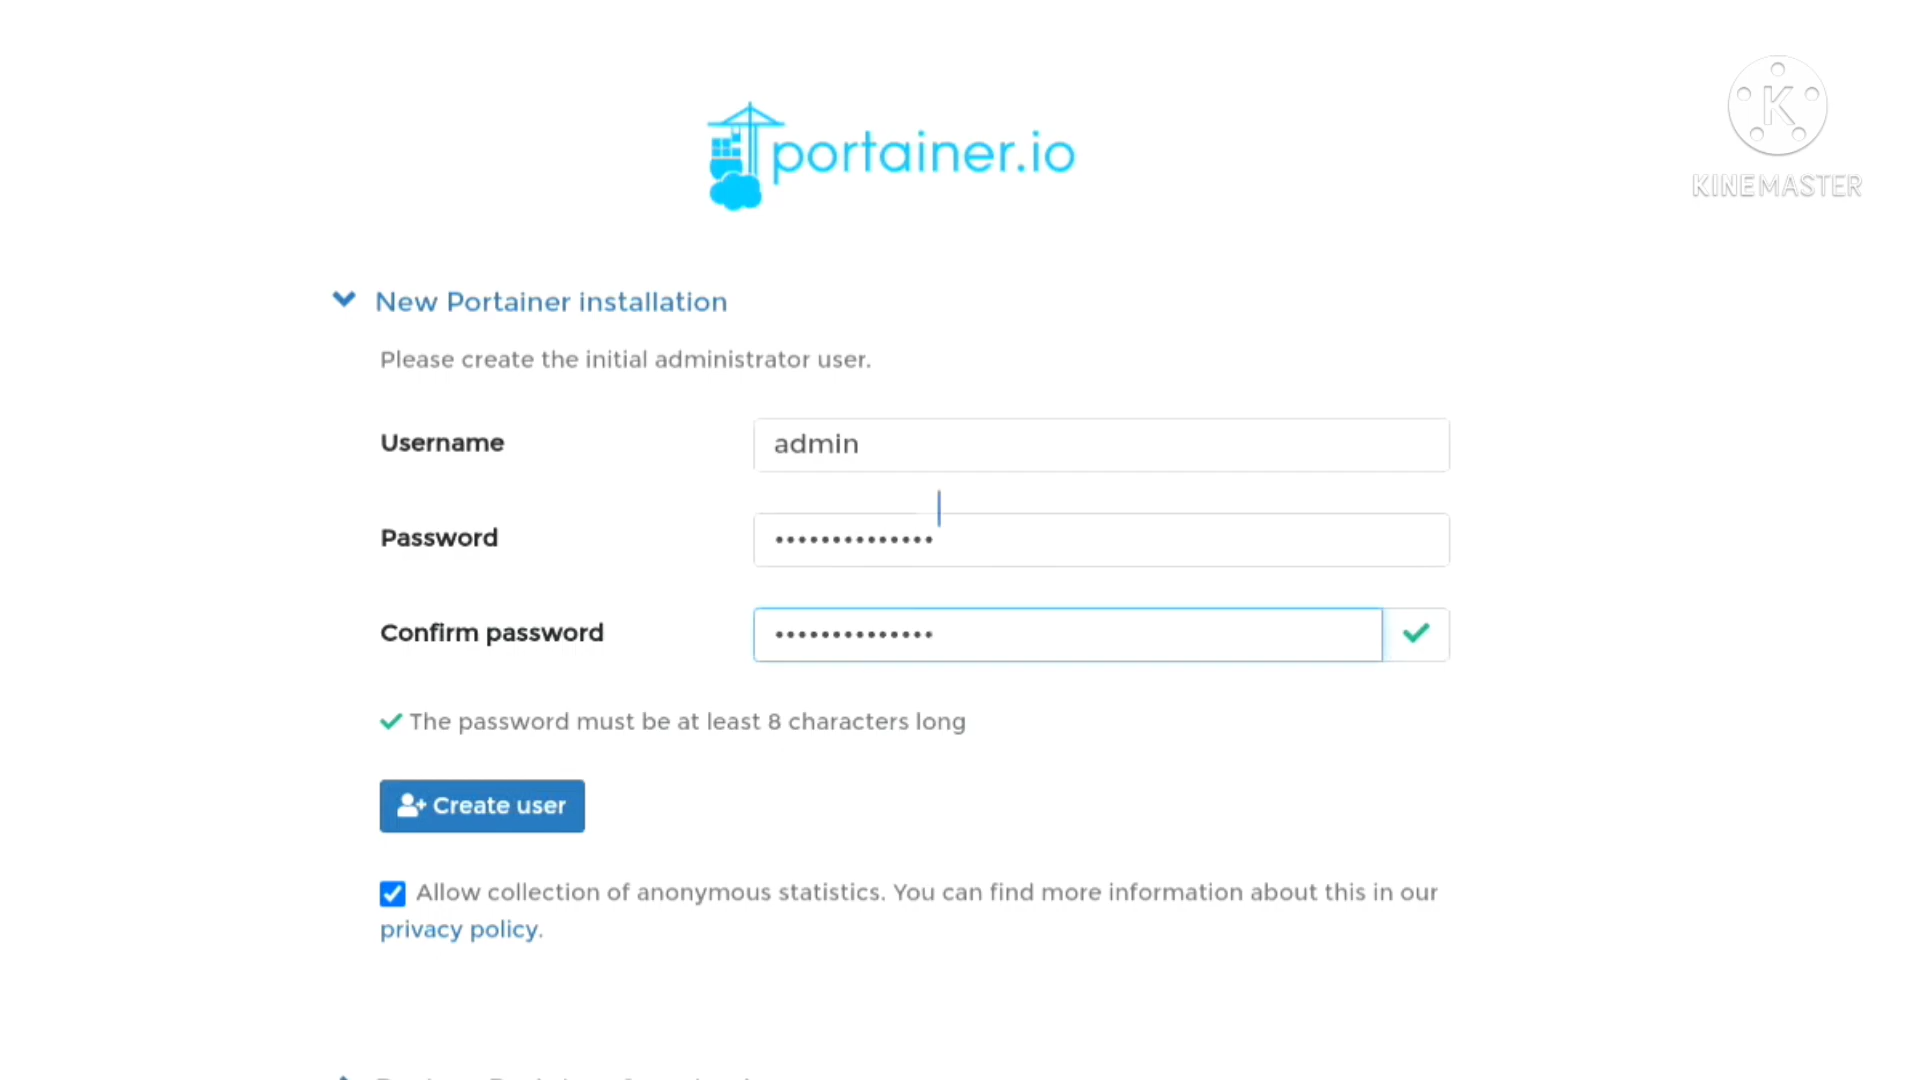 portainer.io
K
KINEMASTER
New Portainer installation
Please create the initial administrator user.
Username
admin
Password
••••••••••••••
Confirm password
••••••••••••••
The password must be at least 8 characters long
Create user
Allow collection of anonymous statistics. You can find more information about this in our
privacy policy.